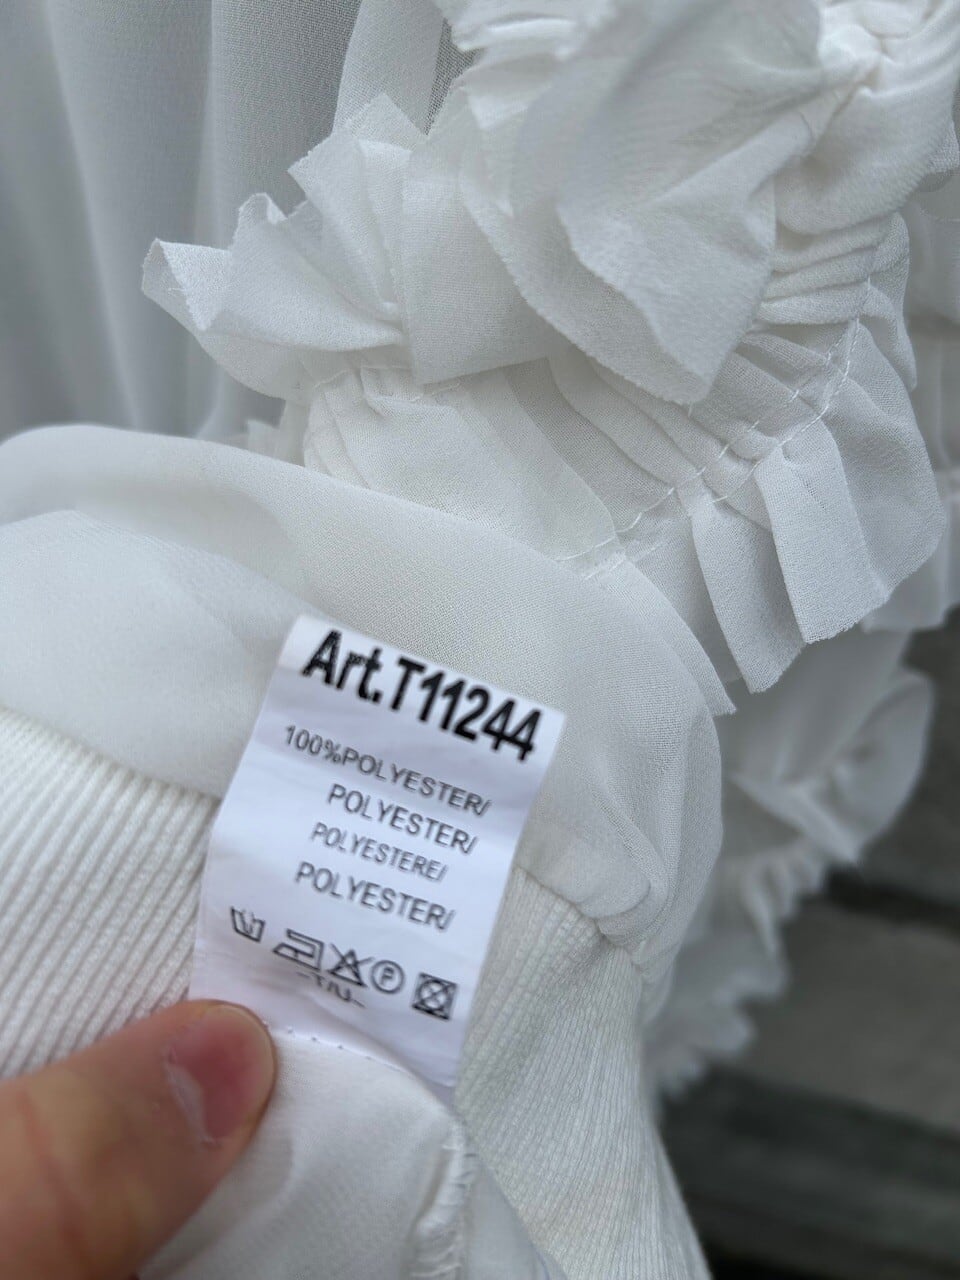 Art.T11244
100%POLYESTER/
POLYESTER/
POLYESTERE/
POLYESTER/
P